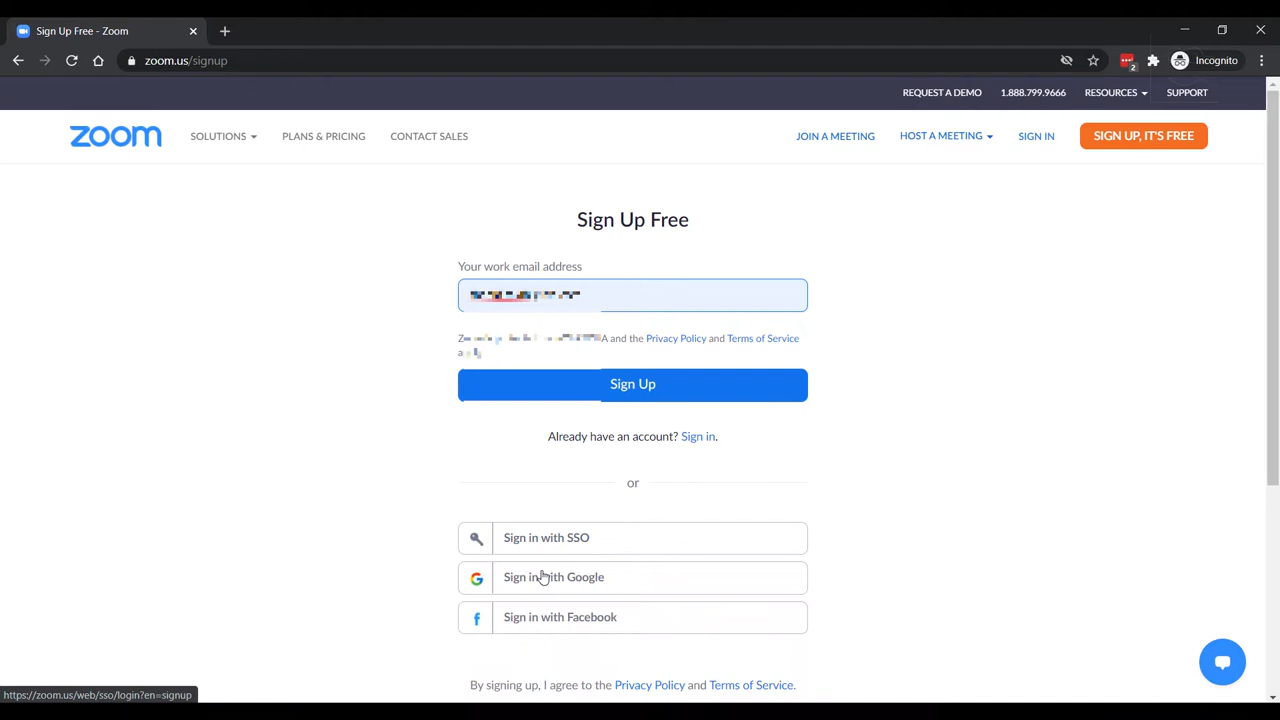 Sign Up Free - Zoom
zoom.us/signup
2
Incognito
REQUEST A DEMO 1.888.799.9666 RESOURCES SUPPORT
zoom SOLUTIONS PLANS & PRICING CONTACT SALES JOIN A MEETING HOST A MEETING SIGN IN SIGN UP, IT'S FREE
Sign Up Free
Your work email address
and the Privacy Policy and Terms of Service
Sign Up
Already have an account? Sign in.
or
Sign in with SSO
Sign in with Google
Sign in with Facebook
By signing up, I agree to the Privacy Policy and Terms of Service.
https://zoom.us/web/sso/login?en=signup